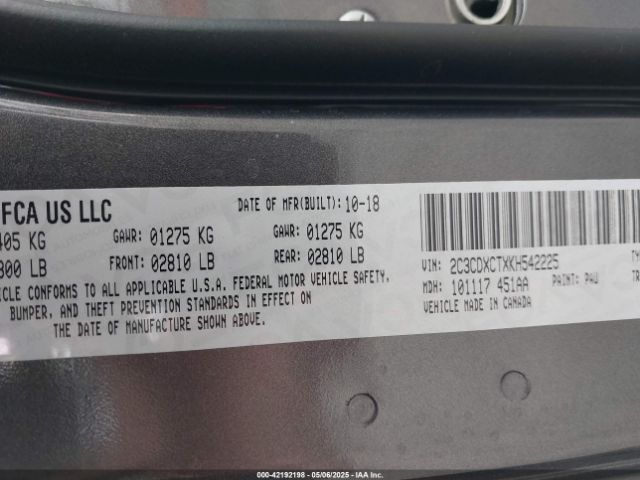 FCA US LLC
DATE OF MFR(BUILT): 10-18
405 KG GAWR: 01275 KG GAWR: 01275 KG
300 LB FRONT: 02810 LB REAR: 02810 LB
VEHICLE CONFORMS TO ALL APPLICABLE U.S.A. FEDERAL MOTOR VEHICLE SAFETY,
BUMPER, AND THEFT PREVENTION STANDARDS IN EFFECT ON
THE DATE OF MANUFACTURE SHOWN ABOVE.
VIN: 2C3CDXCTXKH542225
MDH: 101117 451AA PAINT: PAU
VEHICLE MADE IN CANADA
000-42192198 - 05/06/2025 - IAA Inc.